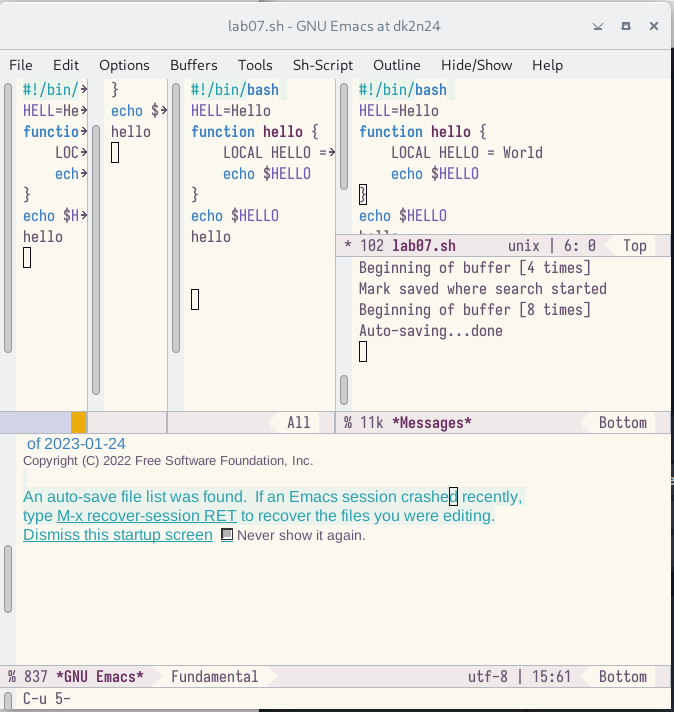 lab07.sh - GNU Emacs at dk2n24
File Edit Options Buffers Tools Sh-Script Outline Hide/Show Help
#!/bin/
HELL=He
functio
LOC
ech
}
echo $H
hello
}
echo $
hello
#!/bin/bash
HELL=Hello
function hello {
LOCAL HELLO =
echo $HELLO
}
echo $HELLO
hello
All
#!/bin/bash
HELL=Hello
function hello {
LOCAL HELLO = World
echo $HELLO
}
echo $HELLO
* 102 lab07.sh unix | 6: 0 Top
Beginning of buffer [4 times]
Mark saved where search started
Beginning of buffer [8 times]
Auto-saving...done
% 11k *Messages* Bottom
of 2023-01-24
Copyright (C) 2022 Free Software Foundation, Inc.
An auto-save file list was found. If an Emacs session crashed recently,
type M-x recover-session RET to recover the files you were editing.
Dismiss this startup screen Never show it again.
% 837 *GNU Emacs* Fundamental utf-8 | 15:61 Bottom
C-u 5-